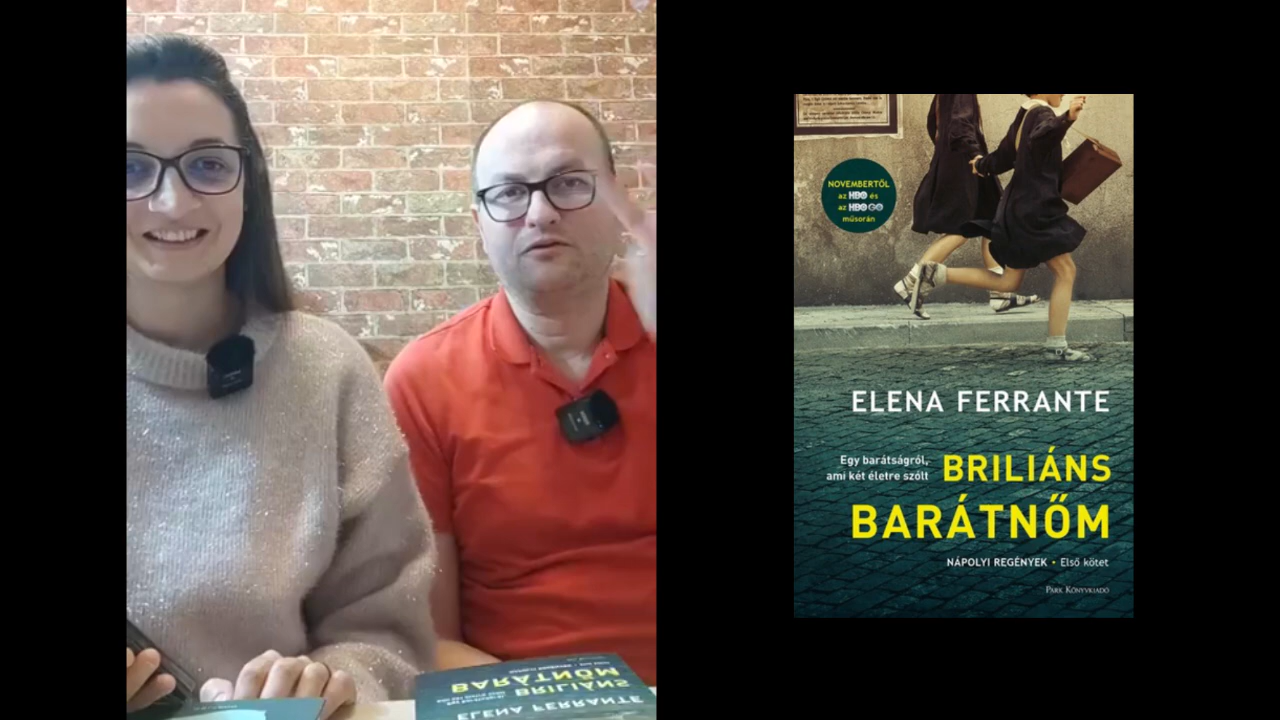 NOVEMBERTŐL
az HBO és
az HBO GO
műsorán
ELENA FERRANTE
Egy barátságról,
ami két életre szólt
BRILIÁNS
BARÁTNŐM
NÁPOLYI REGÉNYEK • Első kötet
PARK KÖNYVKIADÓ
ELENA FERRANTE
BRILIÁNS
BARÁTNŐM